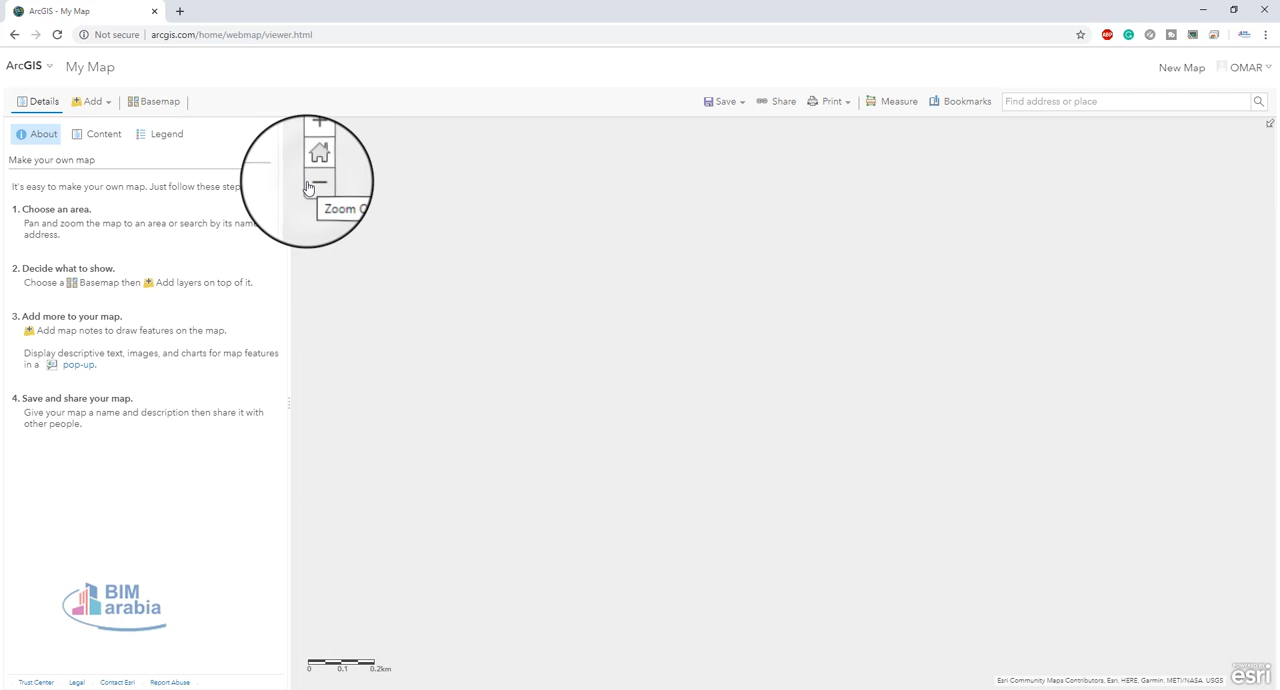 ArcGIS - My Map
Not secure arcgis.com/home/webmap/viewer.html
ABP
ArcGIS My Map New Map OMAR
Details Add Basemap Save Share Print Measure Bookmarks Find address or place
About Content Legend
Make your own map
It's easy to make your own map. Just follow these step
1. Choose an area.
Pan and zoom the map to an area or search by its
address.
Zoom
2. Decide what to show.
Choose a Basemap then Add layers on top of it.
3. Add more to your map.
Add map notes to draw features on the map.
Display descriptive text, images, and charts for map features
in a pop-up.
4. Save and share your map.
Give your map a name and description then share it with
other people.
BIM
arabia
0 0.1 0.2km
Trust Center Legal Contact Esri Report Abuse
Esri Community Maps Contributors, Esri, HERE, Garmin, METI/NASA, USGS
POWERED BY
esri